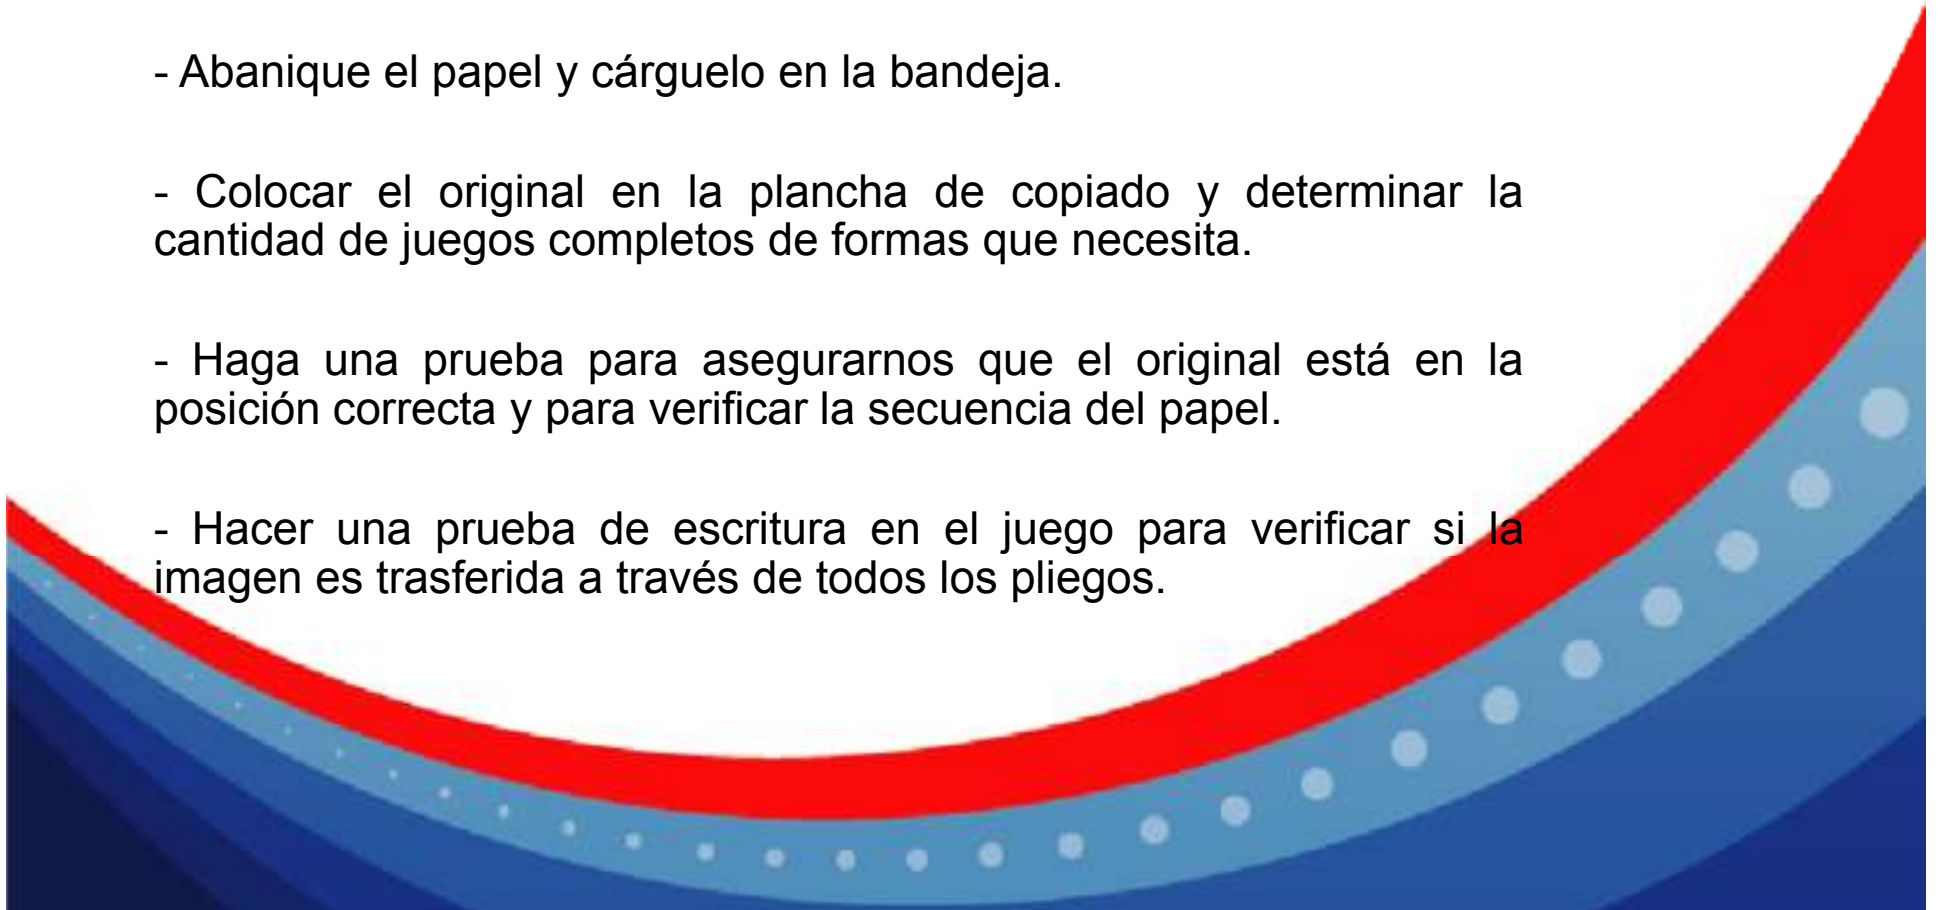 - Abanique el papel y cárguelo en la bandeja.
- Colocar el original en la plancha de copiado y determinar la
cantidad de juegos completos de formas que necesita.
- Haga una prueba para asegurarnos que el original está en la
posición correcta y para verificar la secuencia del papel.
- Hacer una prueba de escritura en el juego para verificar si la
imagen es trasferida a través de todos los pliegos.